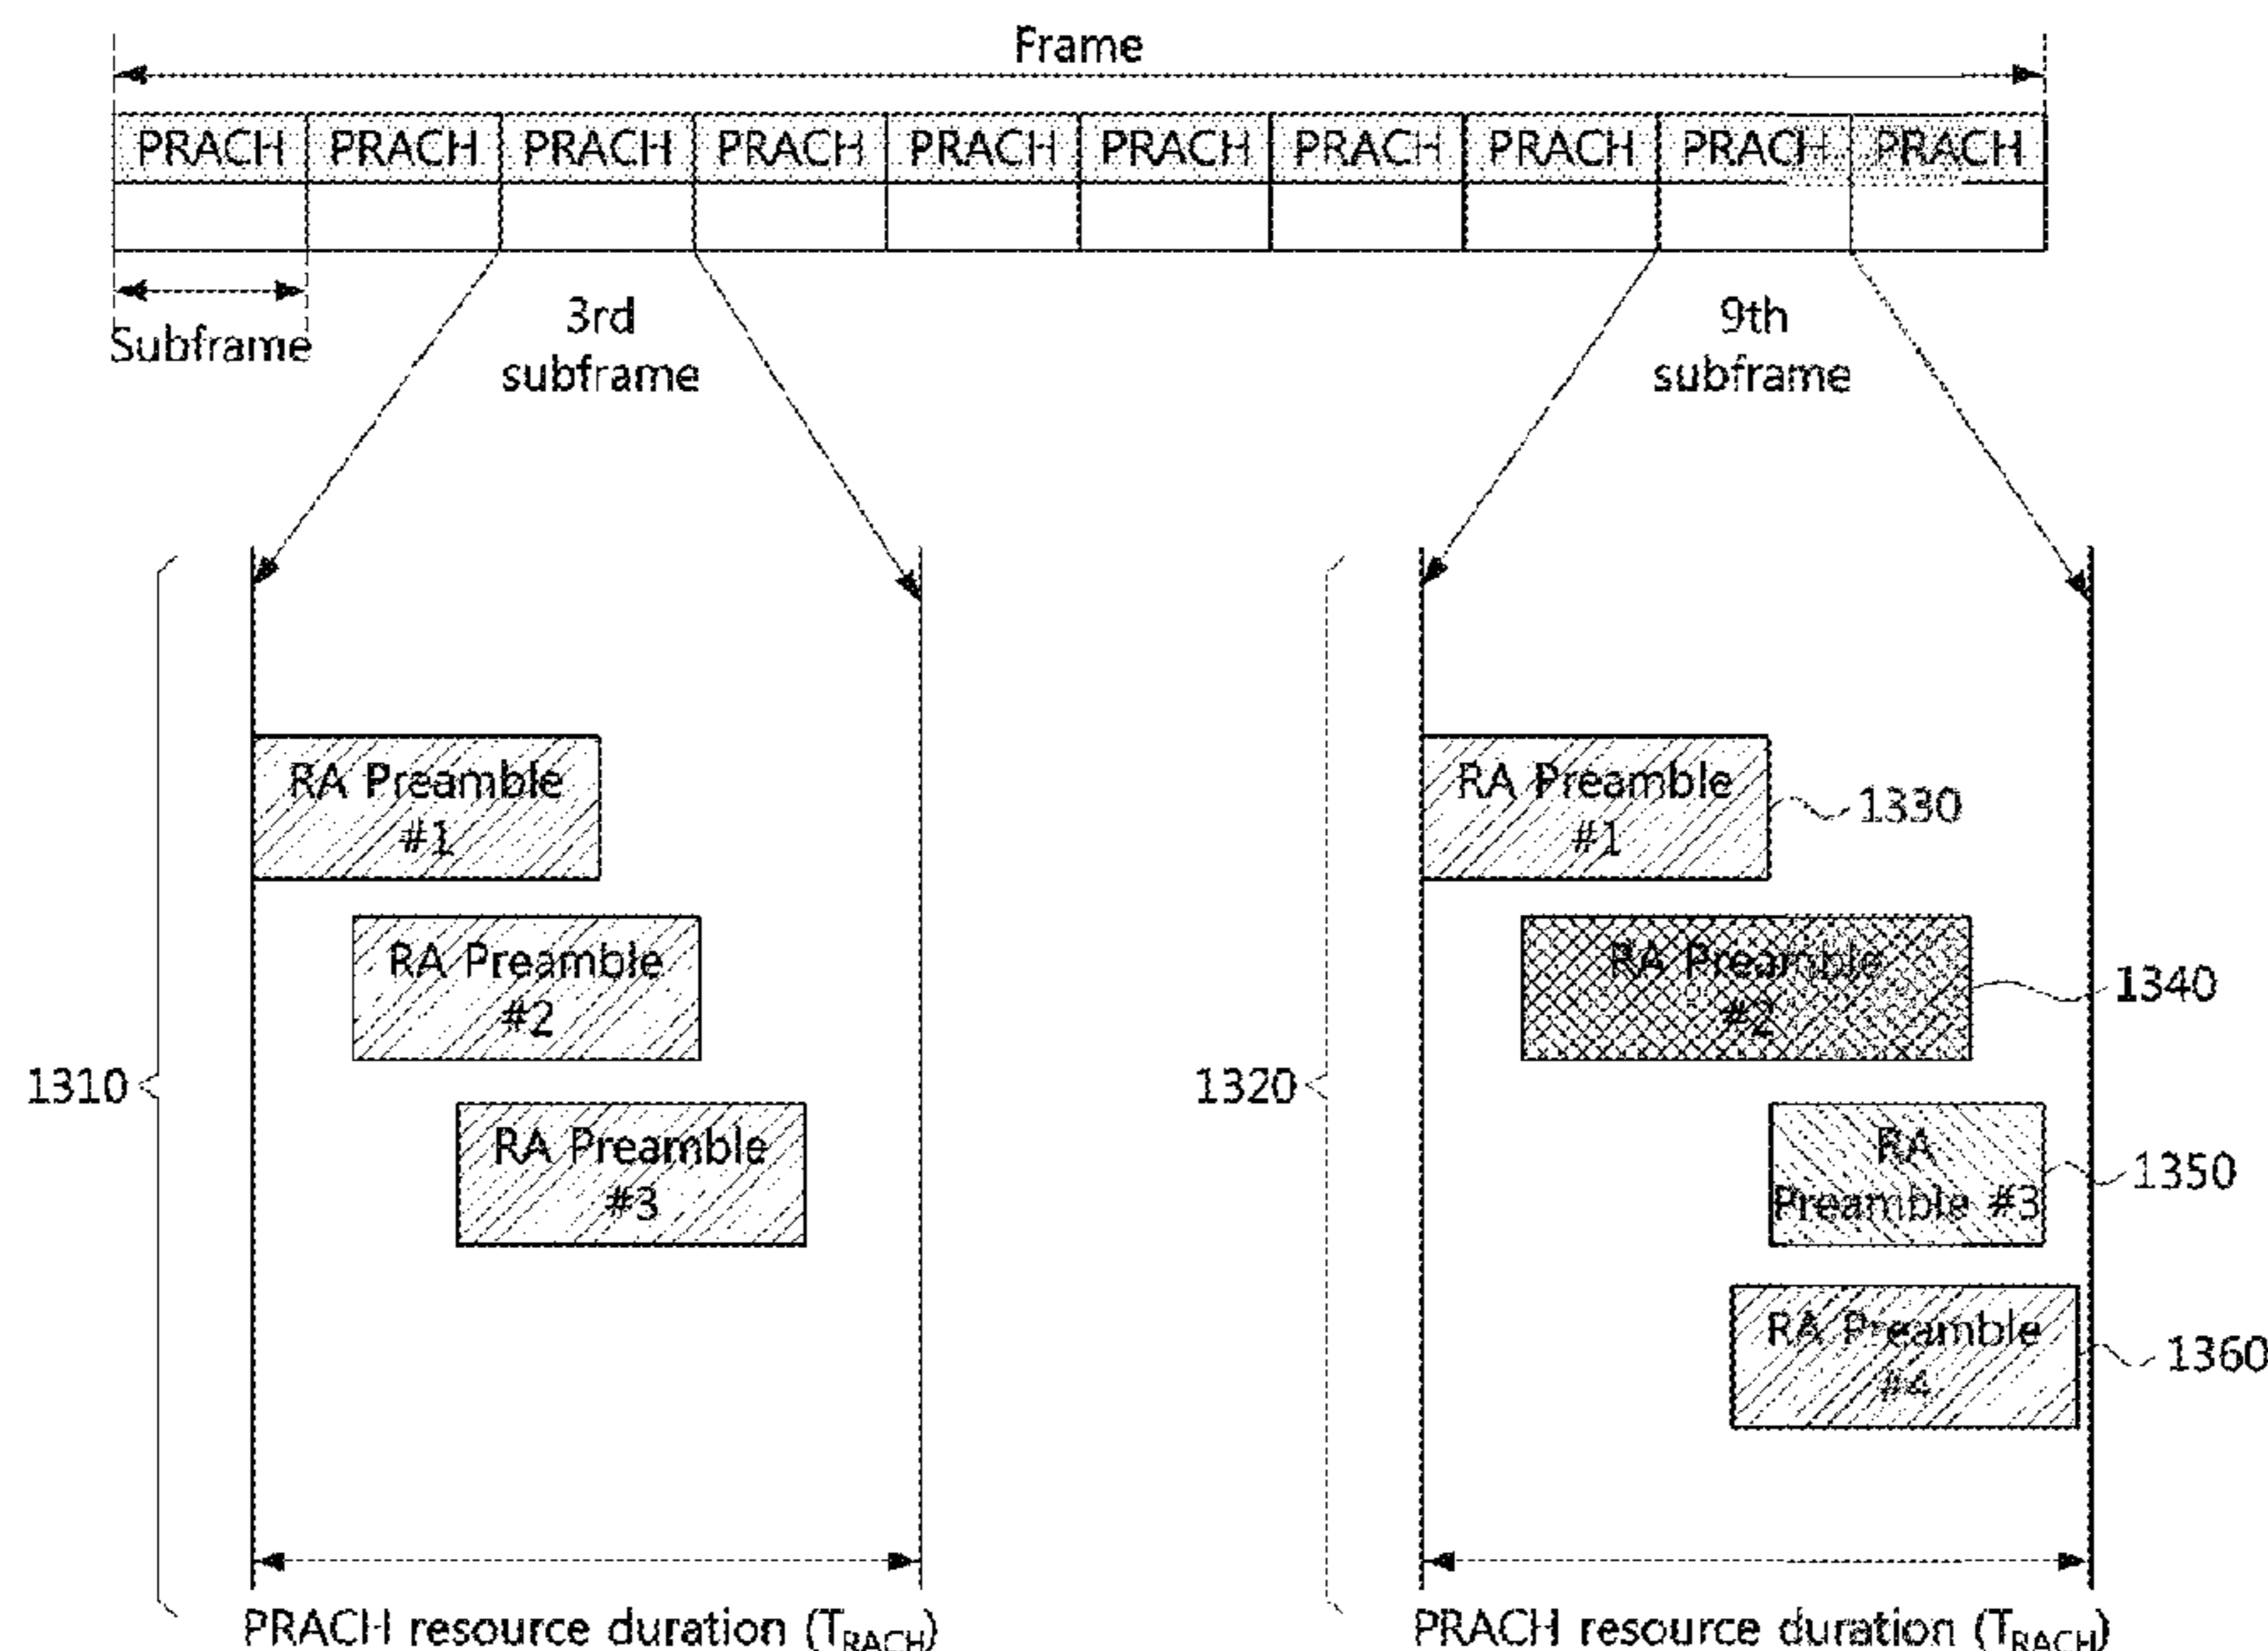 Frame
PRACH PRACH PRACH PRACH PRACH PRACH PRACH PRACH PRACH PRACH
Subframe
3rd
subframe
9th
subframe
1310
RA Preamble
#1
RA Preamble
#2
RA Preamble
#3
PRACH resource duration (TRACH)
1320
RA Preamble
#1
1330
RA Preamble
#2
1340
RA
Preamble #3
1350
RA Preamble
#4
1360
PRACH resource duration (TRACH)